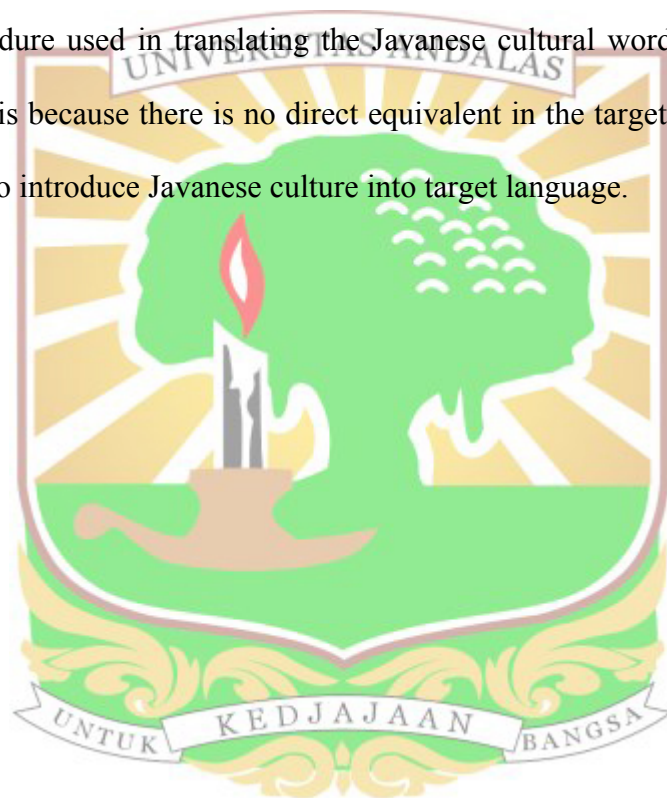 dure used in translating the Javanese cultural word
UNIVERSITAS ANDALAS
is because there is no direct equivalent in the target
o introduce Javanese culture into target language.
UNTUK KEDJAJAAN BANGSA